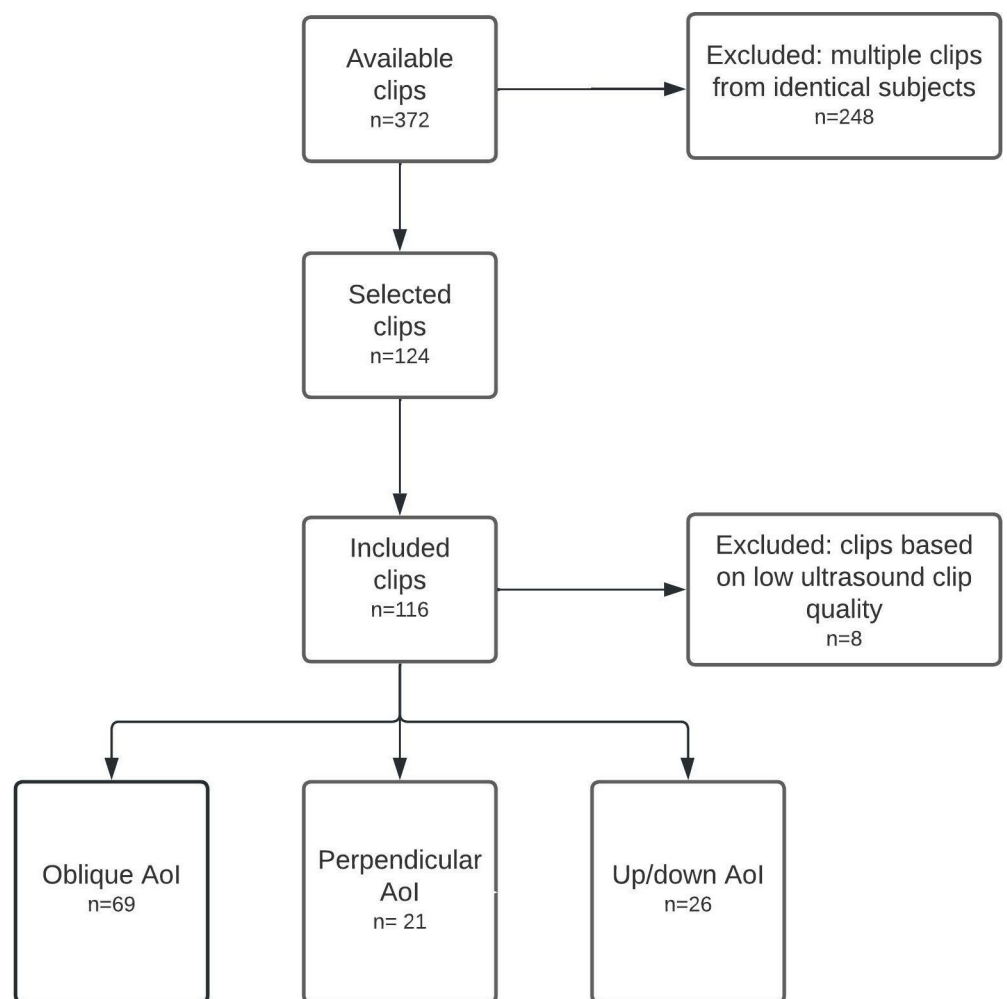 Available
clips
n=372
Excluded: multiple clips
from identical subjects
n=248
Selected
clips
n=124
Included
clips
n=116
Excluded: clips based
on low ultrasound clip
quality
n=8
Oblique AoI
n=69
Perpendicular
AoI
n= 21
Up/down AoI
n=26